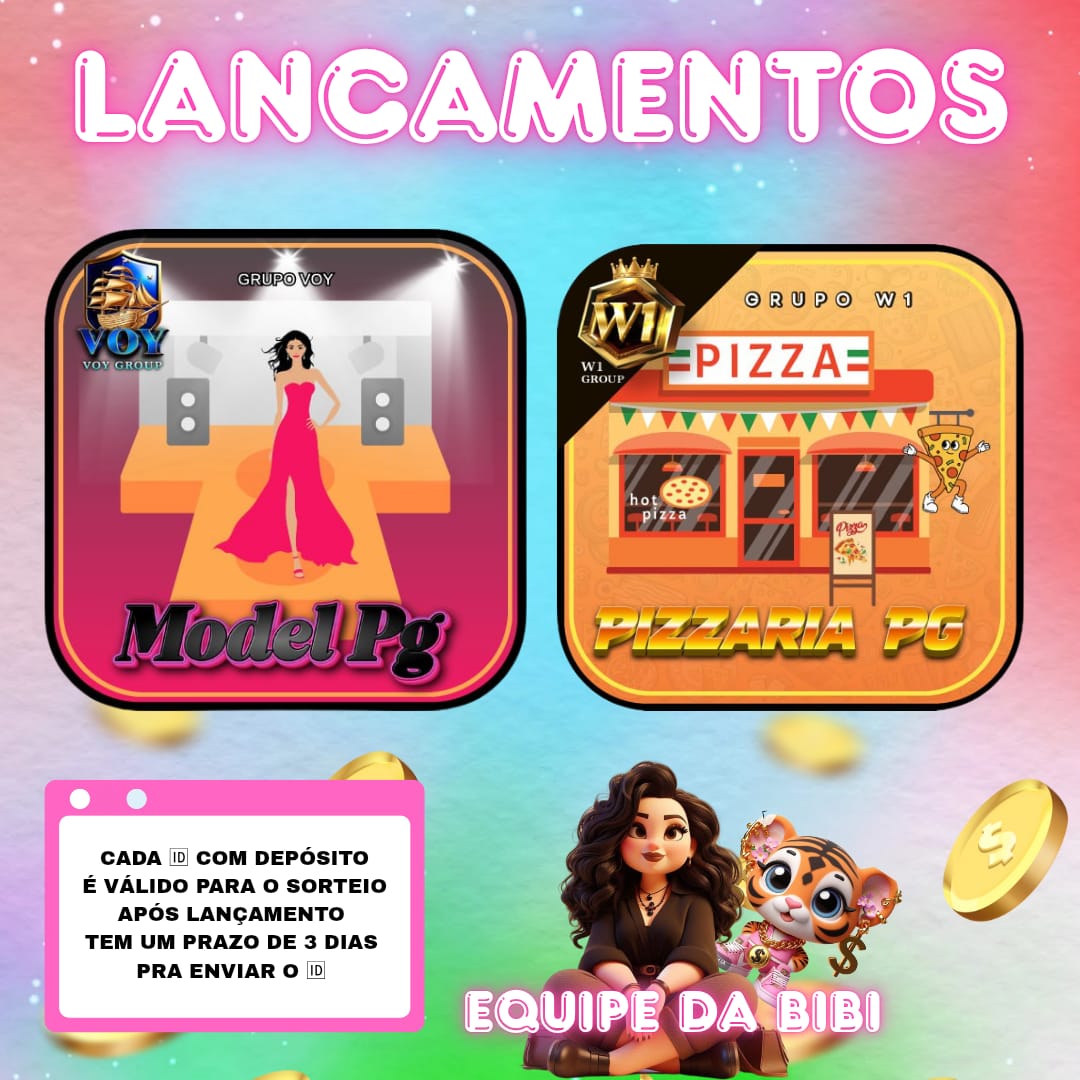 LANCAMENTOS
GRUPO VOY
VOY
VOY GROUP
Model Pg
GRUPO W1
W1
W1
GROUP
PIZZA
hot
pizza
Pizza
PIZZARIA PG
CADA 🆔 COM DEPÓSITO
É VÁLIDO PARA O SORTEIO
APÓS LANÇAMENTO
TEM UM PRAZO DE 3 DIAS
PRA ENVIAR O 🆔
EQUIPE DA BIBI